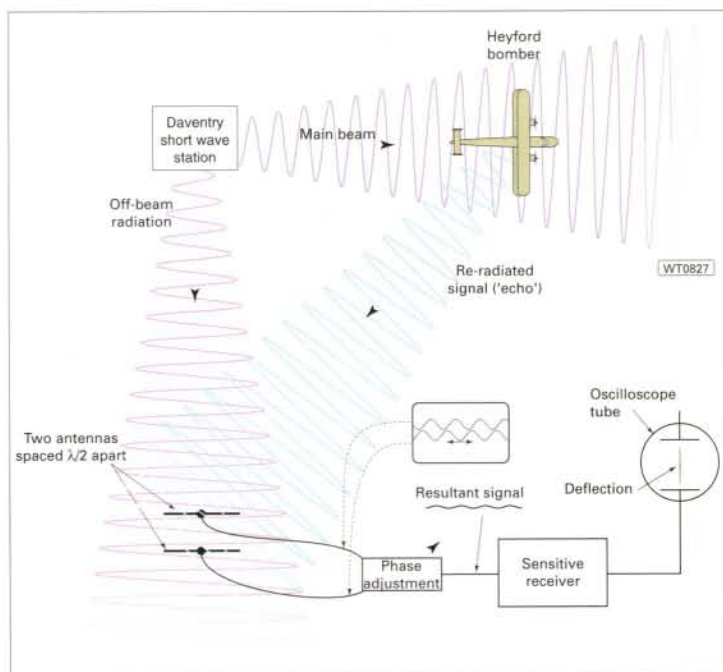 Heyford
bomber
Daventry
short wave
station
Main beam
Off-beam
radiation
Re-radiated
signal ('echo')
WT0827
Oscilloscope
tube
Two antennas
spaced λ/2 apart
Resultant signal
Deflection
Phase
adjustment
Sensitive
receiver